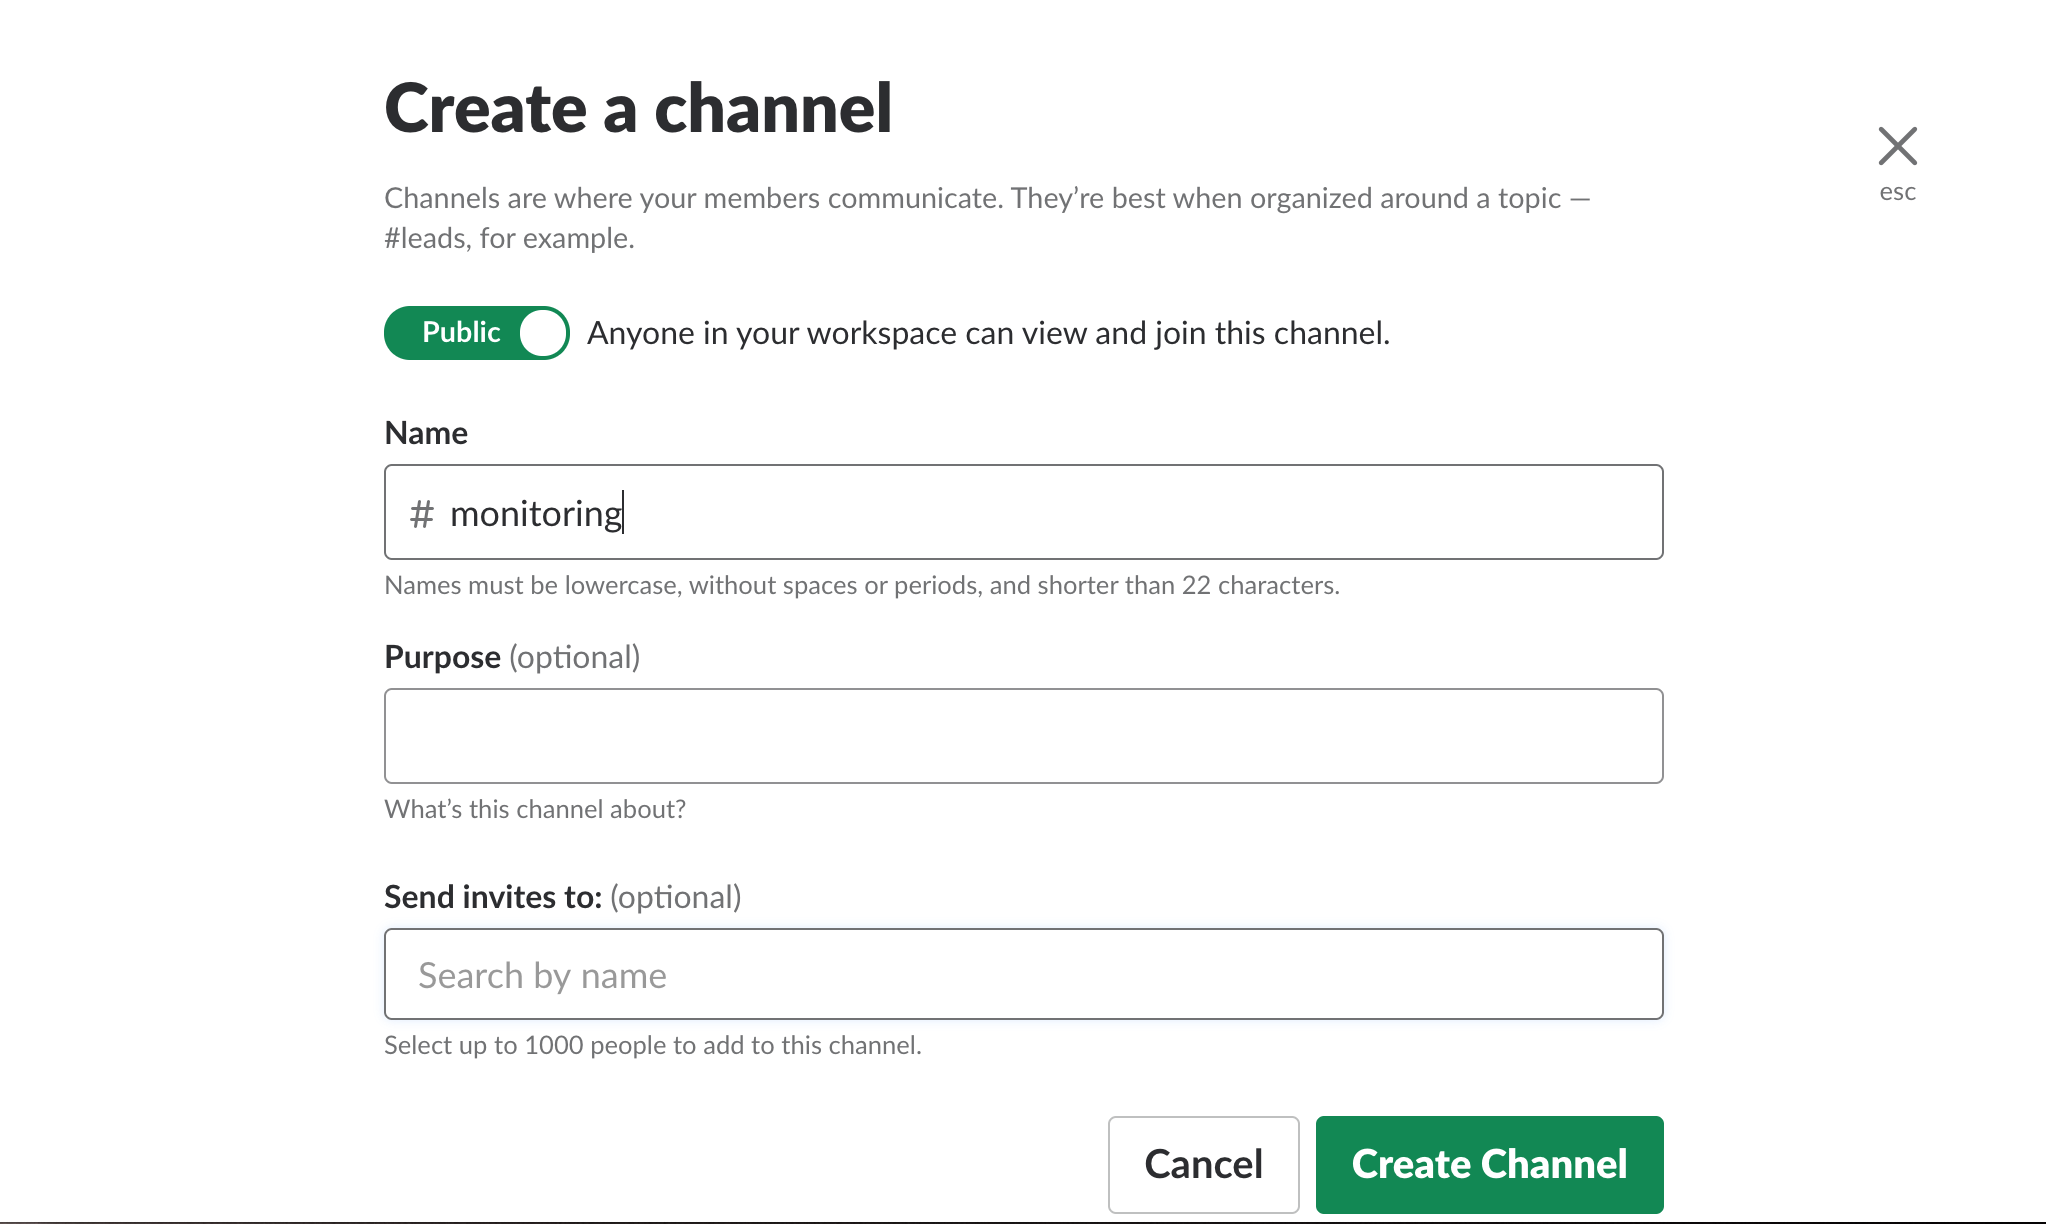 Create a channel
Channels are where your members communicate. They’re best when organized around a topic —
#leads, for example.
esc
Public Anyone in your workspace can view and join this channel.
Name
# monitoring
Names must be lowercase, without spaces or periods, and shorter than 22 characters.
Purpose (optional)
What’s this channel about?
Send invites to: (optional)
Search by name
Select up to 1000 people to add to this channel.
Cancel Create Channel